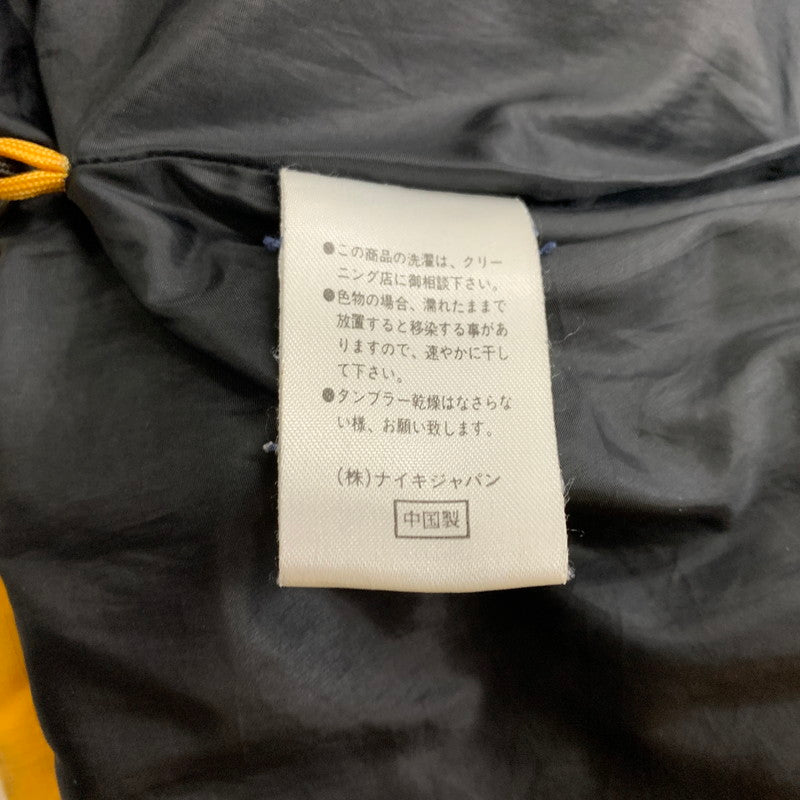 ●この商品の洗濯は、クリー
ニング店に御相談下さい。
●色物の場合、濡れたままで
放置すると移染する事があ
りますので、速やかに干し
て下さい。
●タンブラー乾燥はなさらな
い様、お願い致します。
(株)ナイキジャパン
中国製